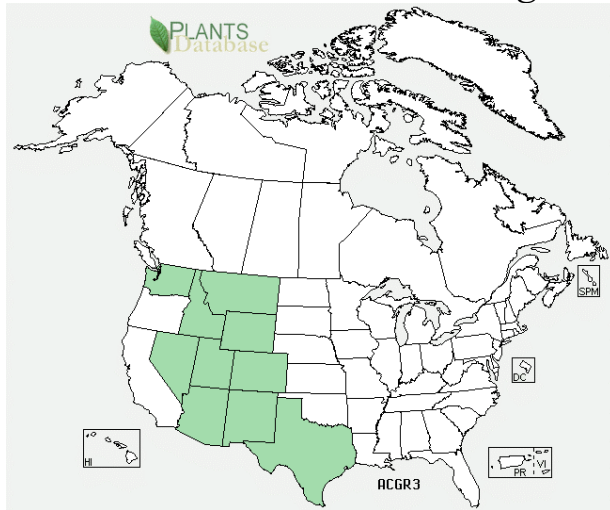 PLANTS
Database
SPM
DC
HI
PR
VI
ACGR3